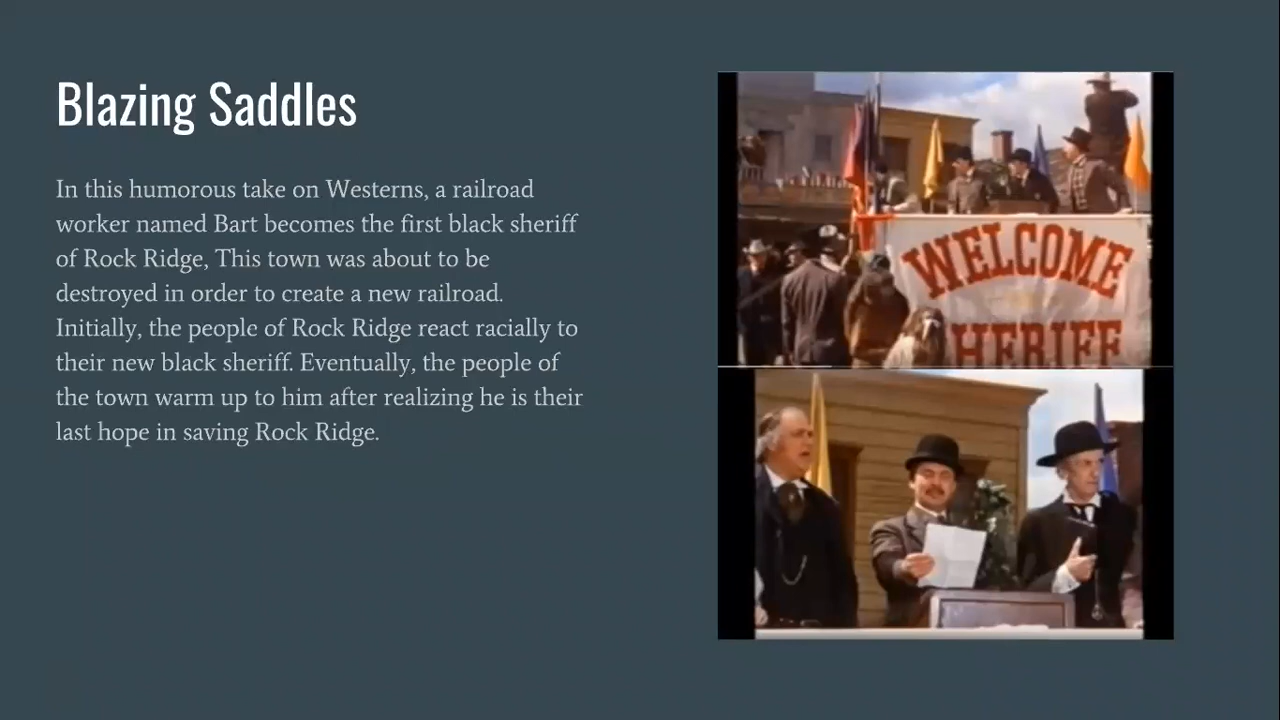 Blazing Saddles
In this humorous take on Westerns, a railroad
worker named Bart becomes the first black sheriff
of Rock Ridge, This town was about to be
destroyed in order to create a new railroad.
Initially, the people of Rock Ridge react racially to
their new black sheriff. Eventually, the people of
the town warm up to him after realizing he is their
last hope in saving Rock Ridge.
WELCOME
HERIFF